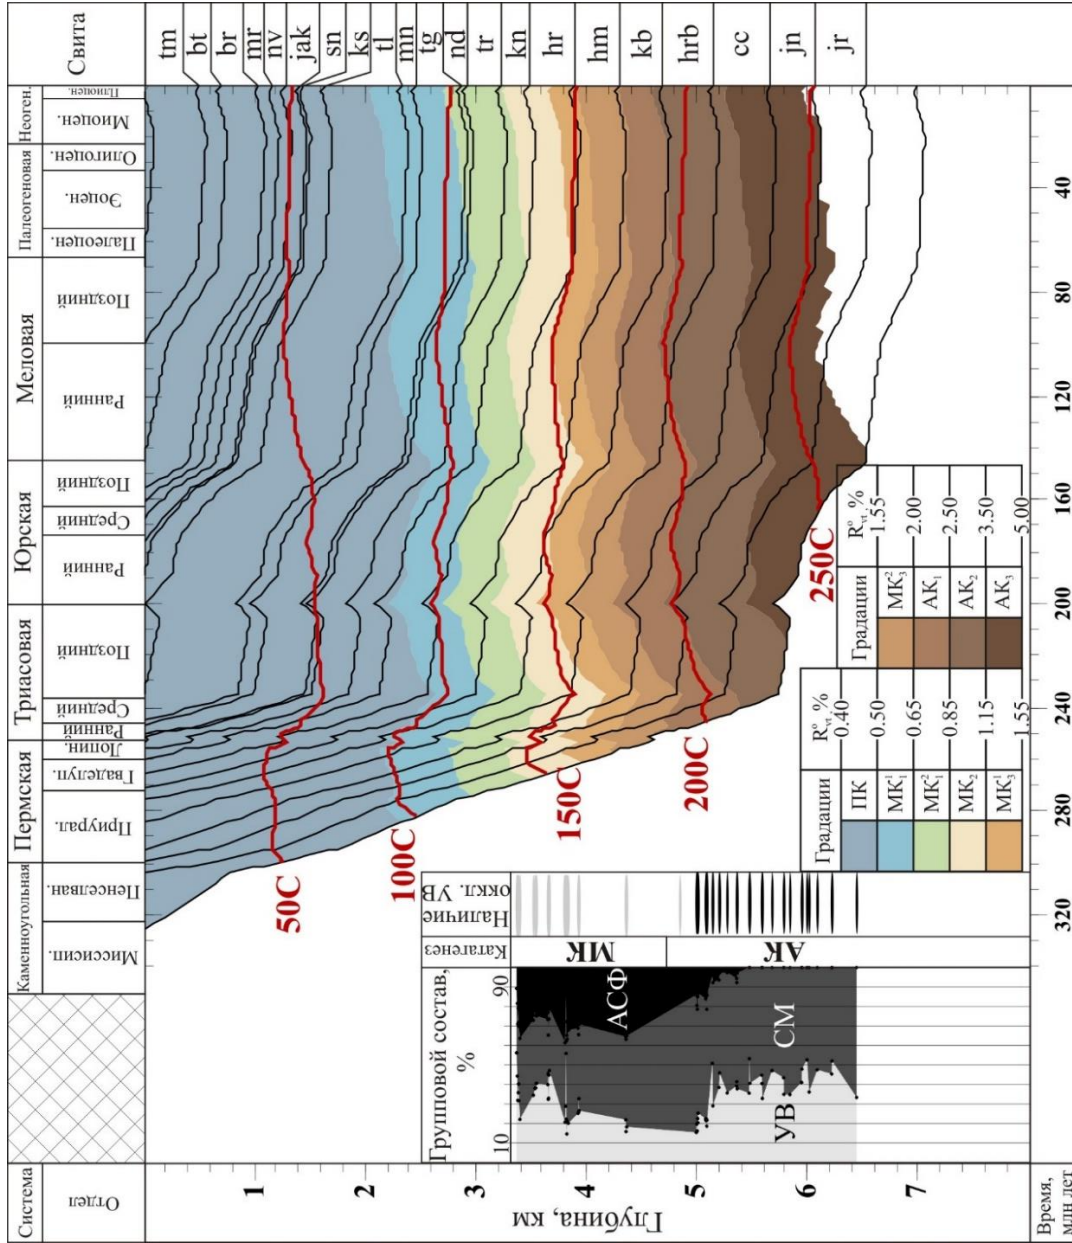 Система
Каменноугольная
Пермская
Триасовая
Юрская
Меловая
Палеогеновая
Неоген.
Свита
Отдел
Миссисип.
Пенселван.
Приурал.
Гваделуп.
Лопин.
Ранний
Средний
Поздний
Ранний
Средний
Поздний
Ранний
Поздний
Палеоцен.
Эоцен.
Олигоцен.
Миоцен.
Плиоцен.
tm
bt
br
mr
nv
jak
sn
ks
tl
mn
tg
nd
tr
kn
hr
hm
kb
hrb
cc
jn
jr
Глубина, км
1
2
3
4
5
6
7
50C
100C
150C
200C
250C
Групповой состав, %
10
90
УВ
СМ
АСФ
Катагенез
МК
АК
Наличие
оккл. УВ
Градации
R°vt, %
0.40
ПК
0.50
МК₁¹
0.65
МК₁²
0.85
МК₂
1.15
МК₃¹
1.55
Градации
R°vt, %
1.55
МК₃²
2.00
АК₁
2.50
АК₂
3.50
АК₃
5.00
Время,
млн лет
320
280
240
200
160
120
80
40